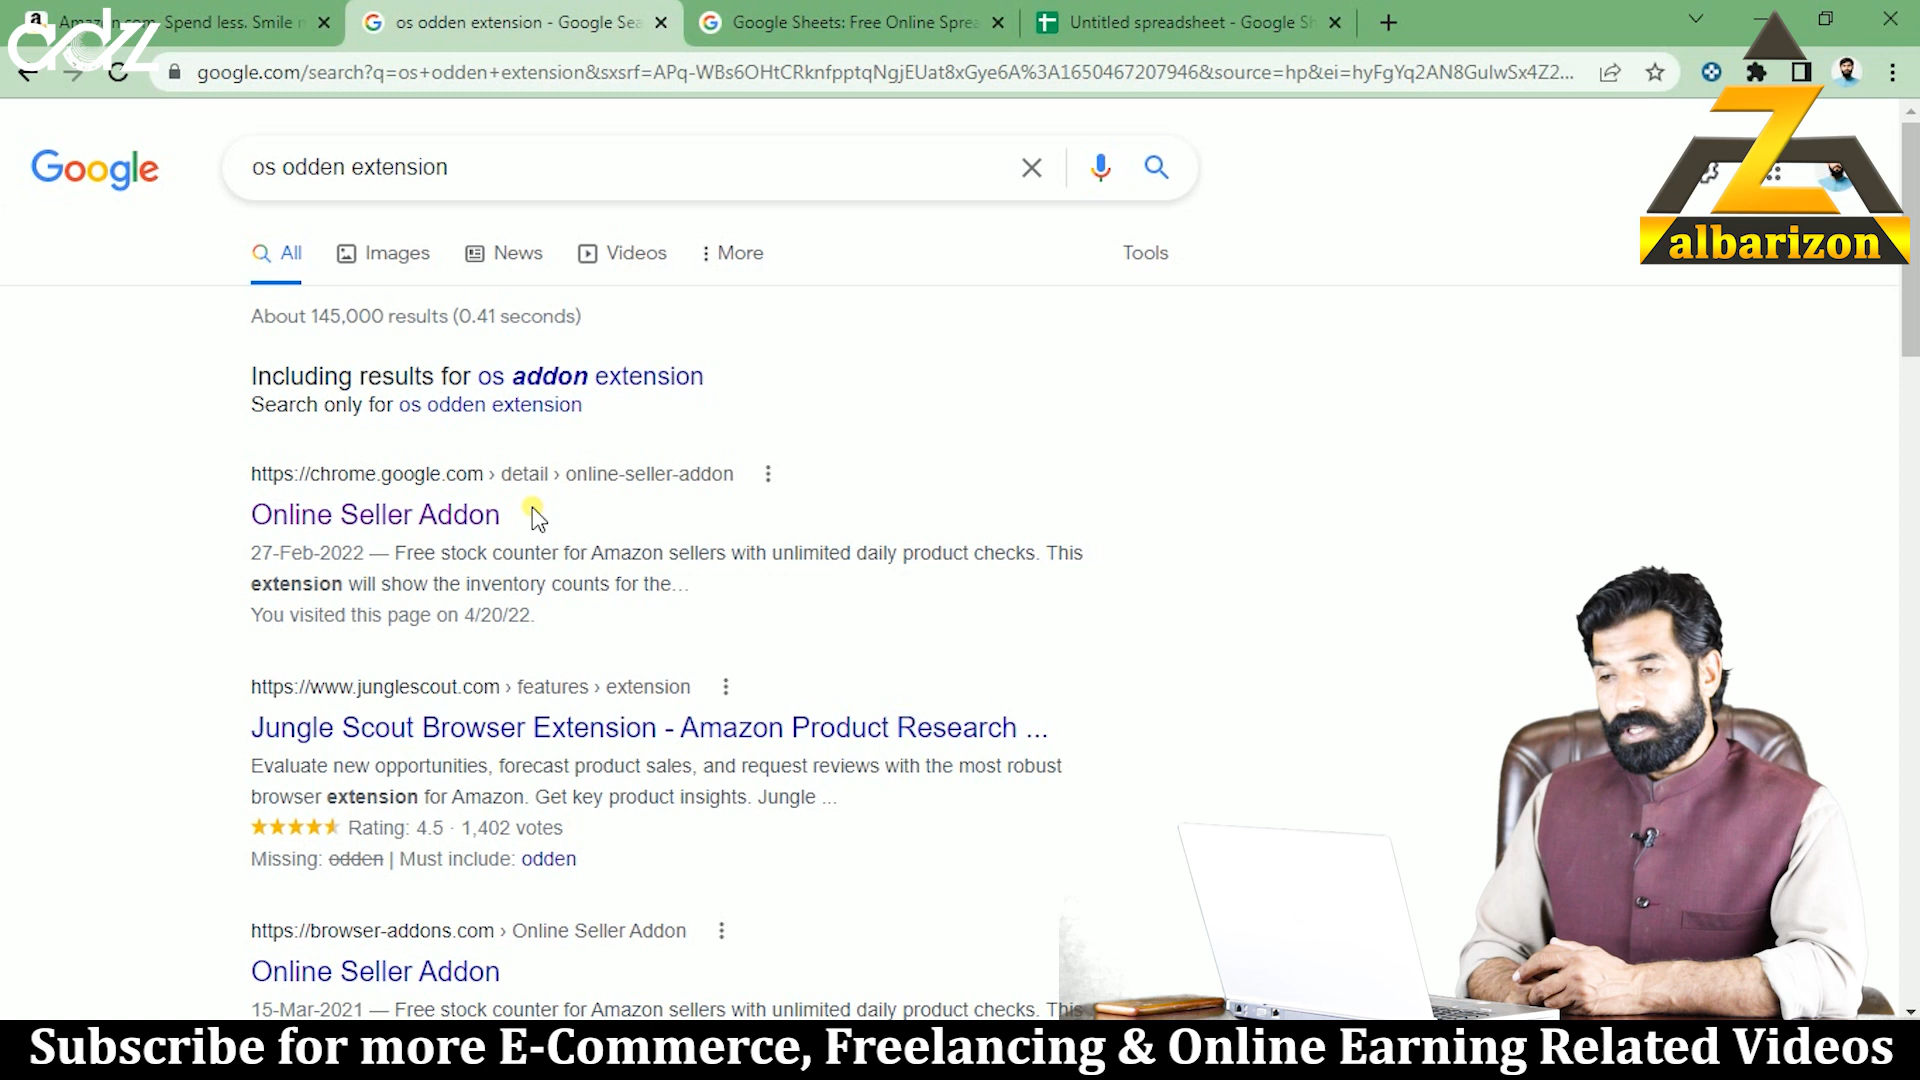 Amazon.com. Spend less. Smile m
os odden extension - Google Sea
Google Sheets: Free Online Sprea
Untitled spreadsheet - Google Sh
adz
google.com/search?q=os+odden+extension&sxsrf=APq-WBs6OHtCRknfpptqNgjEUat8xGye6A%3A1650467207946&source=hp&ei=hyFgYq2AN8GulwSx4Z2...
Google
os odden extension
ZA
albarizon
All
Images
News
Videos
More
Tools
About 145,000 results (0.41 seconds)
Including results for os addon extension
Search only for os odden extension
https://chrome.google.com › detail › online-seller-addon
Online Seller Addon
27-Feb-2022 — Free stock counter for Amazon sellers with unlimited daily product checks. This
extension will show the inventory counts for the...
You visited this page on 4/20/22.
https://www.junglescout.com › features › extension
Jungle Scout Browser Extension - Amazon Product Research ...
Evaluate new opportunities, forecast product sales, and request reviews with the most robust
browser extension for Amazon. Get key product insights. Jungle ...
Rating: 4.5 · 1,402 votes
Missing: odden | Must include: odden
https://browser-addons.com › Online Seller Addon
Online Seller Addon
15-Mar-2021 — Free stock counter for Amazon sellers with unlimited daily product checks. This
Subscribe for more E-Commerce, Freelancing & Online Earning Related Videos